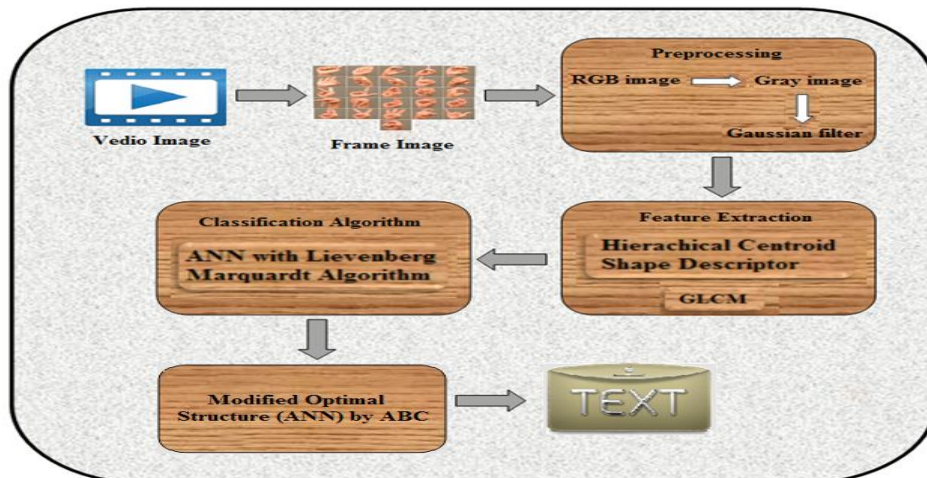 Vedio Image
Frame Image
Preprocessing
RGB image
Gray image
Gaussian filter
Feature Extraction
Hierachical Centroid
Shape Descriptor
GLCM
Classification Algorithm
ANN with Lievenberg
Marquardt Algorithm
Modified Optimal
Structure (ANN) by ABC
TEXT